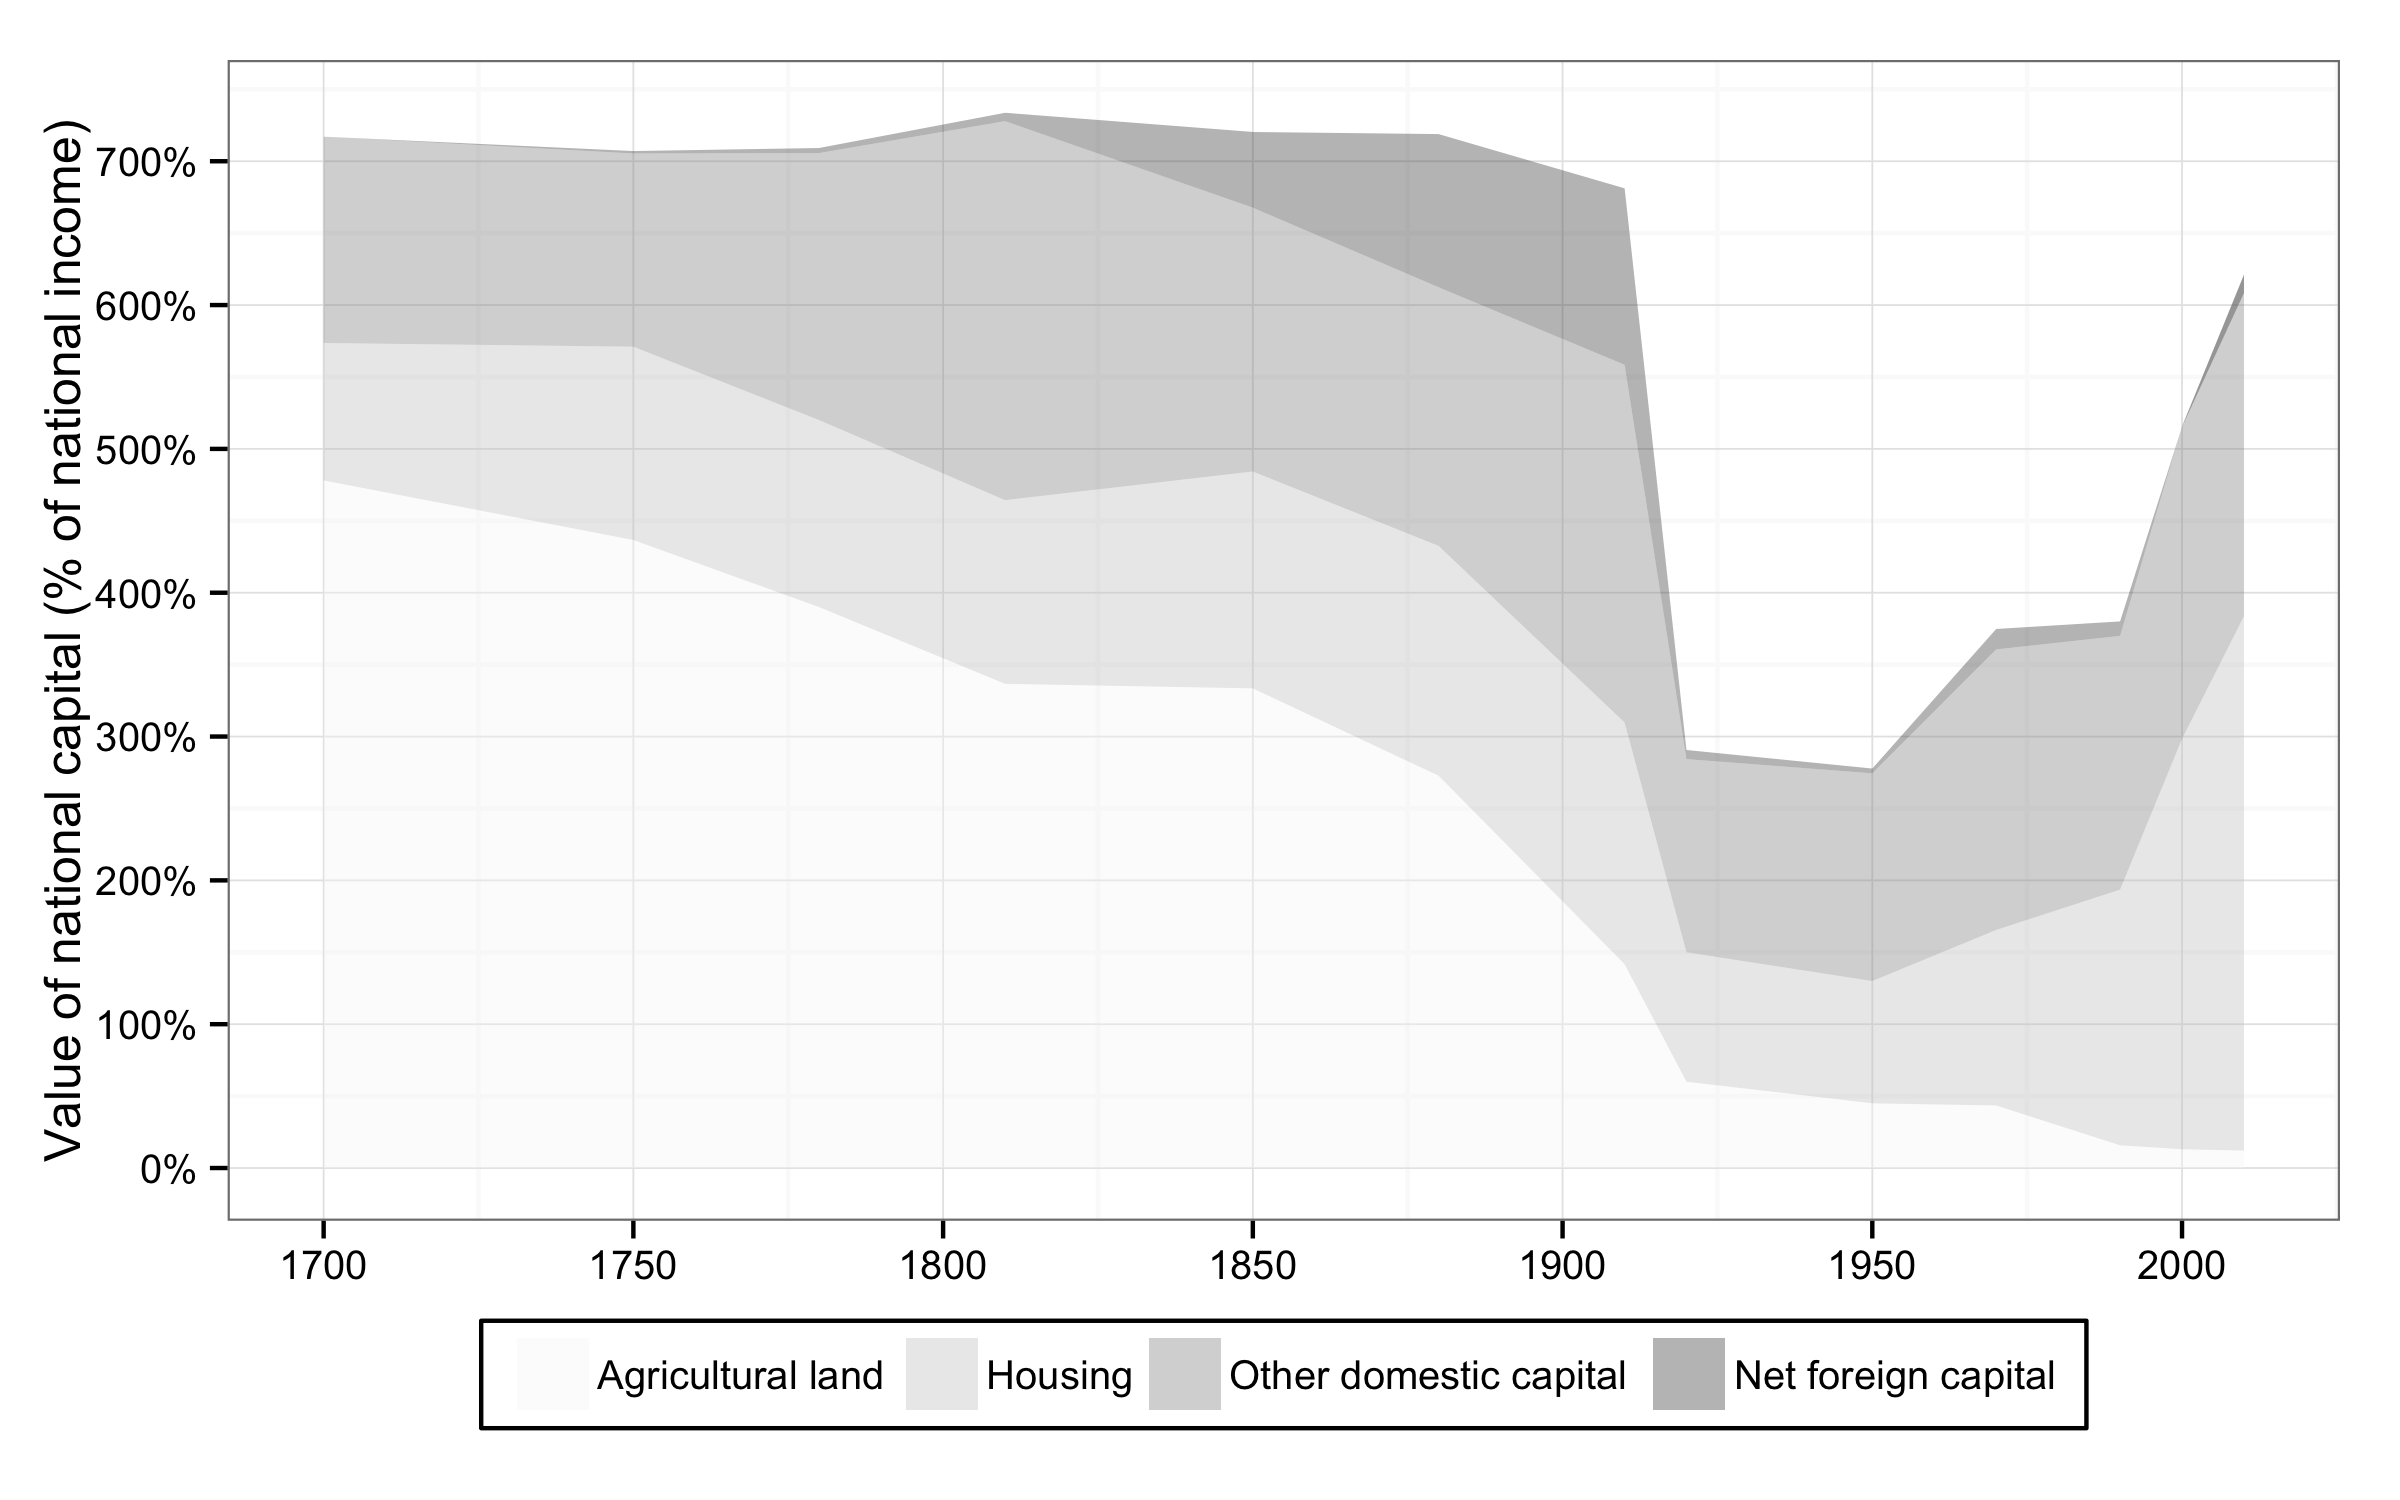 Value of national capital (% of national income)
700%
600%
500%
400%
300%
200%
100%
0%
1700 1750 1800 1850 1900 1950 2000
Agricultural land Housing Other domestic capital Net foreign capital